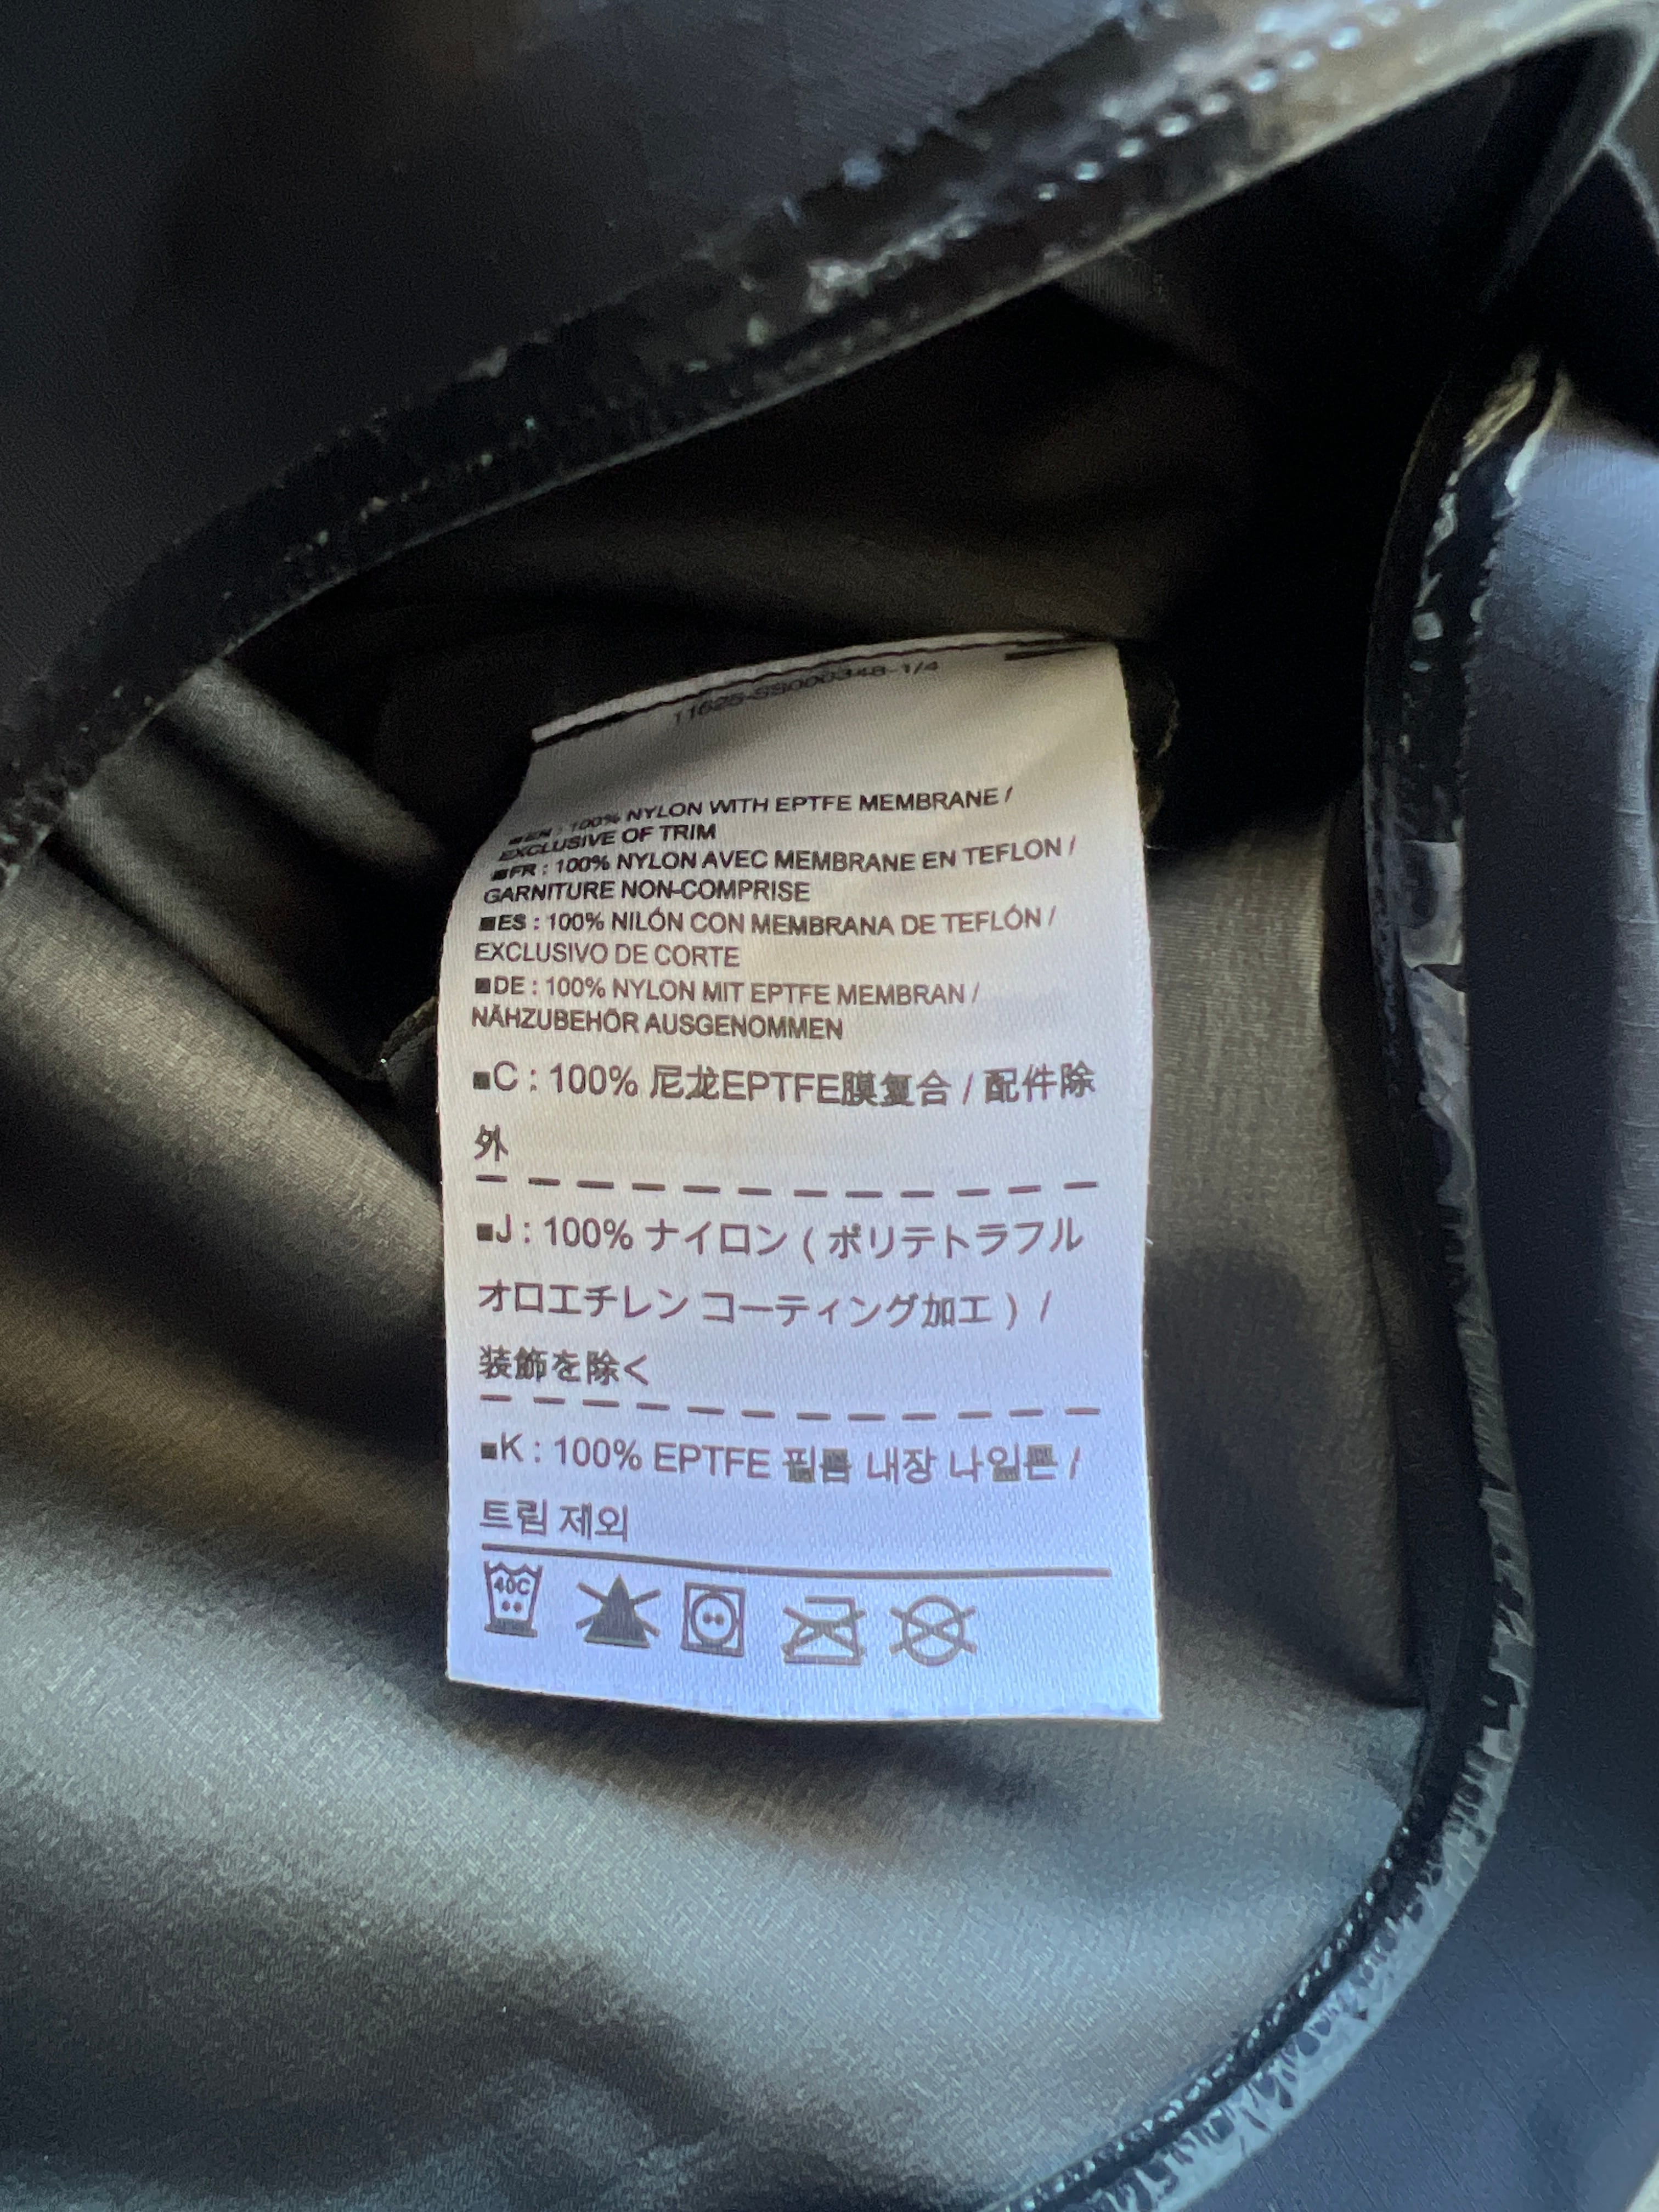 11625-SS000348-1/4
■EN : 100% NYLON WITH EPTFE MEMBRANE /
EXCLUSIVE OF TRIM
■FR : 100% NYLON AVEC MEMBRANE EN TEFLON /
GARNITURE NON-COMPRISE
■ES : 100% NILÓN CON MEMBRANA DE TEFLÓN /
EXCLUSIVO DE CORTE
■DE : 100% NYLON MIT EPTFE MEMBRAN /
NÄHZUBEHÖR AUSGENOMMEN
■C : 100% 尼龙EPTFE膜复合 / 配件除
外
■J : 100% ナイロン ( ポリテトラフル
オロエチレン コーティング加工 ) /
装飾を除く
■K : 100% EPTFE 필름 내장 나일론 /
트림 제외
40C